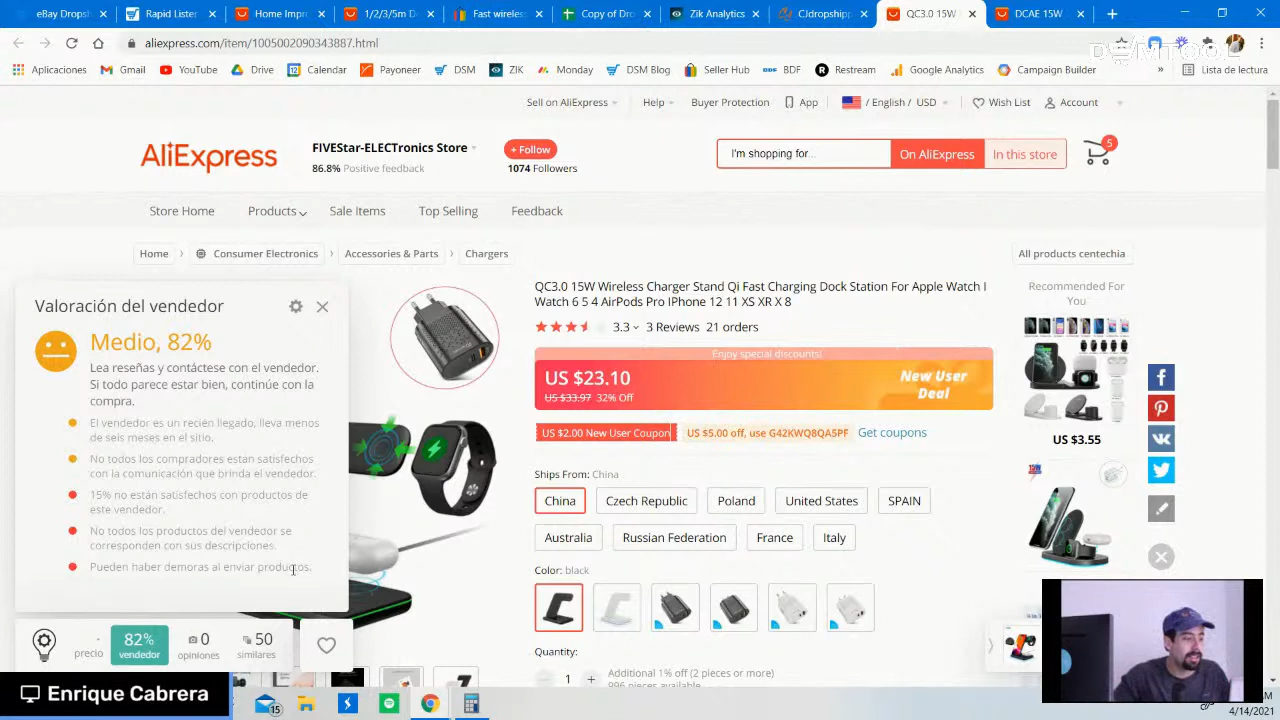 eBay Dropsh
Rapid Lister
Home Impro
1/2/3/5m De
Fast wireless
Copy of Dro
Zik Analytics
Cjdropshipp
QC3.0 15W
DCAE 15W
aliexpress.com/item/1005002090343887.html
Aplicaciones
Gmail
YouTube
Drive
Calendar
Payoneer
DSM
ZIK
Monday
DSM Blog
Seller Hub
BDF
Restream
Google Analytics
Campaign Builder
»
Lista de lectura
Sell on AliExpress
Help
Buyer Protection
App
/ English / USD
Wish List
Account
AliExpress
FIVEStar-ELECTronics Store
86.8% Positive feedback
+ Follow
1074 Followers
I'm shopping for...
On AliExpress
In this store
5
Store Home
Products
Sale Items
Top Selling
Feedback
Home
Consumer Electronics
Accessories & Parts
Chargers
All products centechia
Valoración del vendedor
Medio, 82%
Lea reseñas y contáctese con el vendedor.
Si todo parece estar bien, continúe con la
compra.
El vendedor es un recién llegado, lleva menos
de seis meses en el sitio.
No todos los compradores están satisfechos
con la comunicación que brinda el vendedor.
15% no están satisfechos con productos de
este vendedor.
No todos los productos del vendedor se
corresponden con sus descripciones.
Pueden haber demoras al enviar productos.
precio
82%
vendedor
0
opiniones
50
similares
QC3.0 15W Wireless Charger Stand Qi Fast Charging Dock Station For Apple Watch I
Watch 6 5 4 AirPods Pro IPhone 12 11 XS XR X 8
3.3
3 Reviews
21 orders
Enjoy special discounts!
US $23.10
US $33.97
32% Off
New User
Deal
US $2.00 New User Coupon
US $5.00 off, use G42KWQ8QA5PF
Get coupons
Ships From: China
China
Czech Republic
Poland
United States
SPAIN
Australia
Russian Federation
France
Italy
Color: black
Quantity:
1
Additional 1% off (2 pieces or more)
996 pieces available
Recommended For
You
US $3.55
15W
Enrique Cabrera
15
4/14/2021